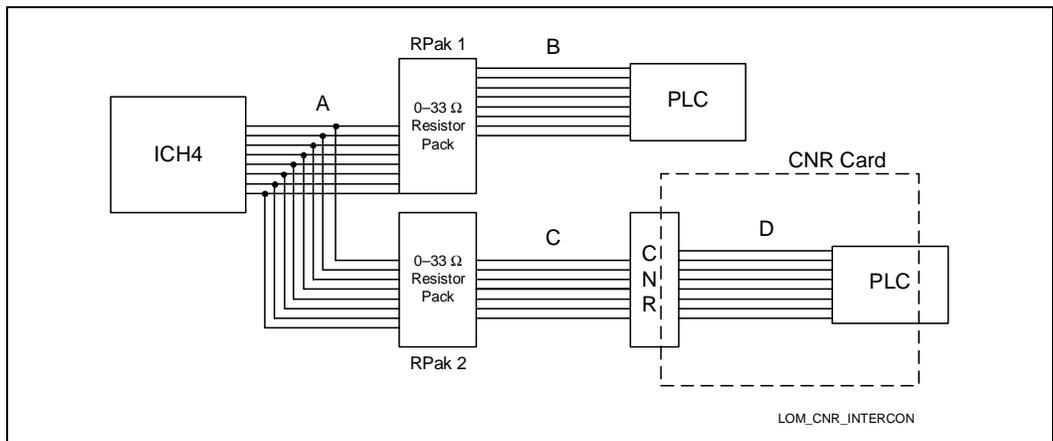 RPak 1
B
A
0–33 Ω
Resistor
Pack
PLC
ICH4
CNR Card
C
D
0–33 Ω
Resistor
Pack
C
N
R
PLC
RPak 2
LOM_CNR_INTERCON